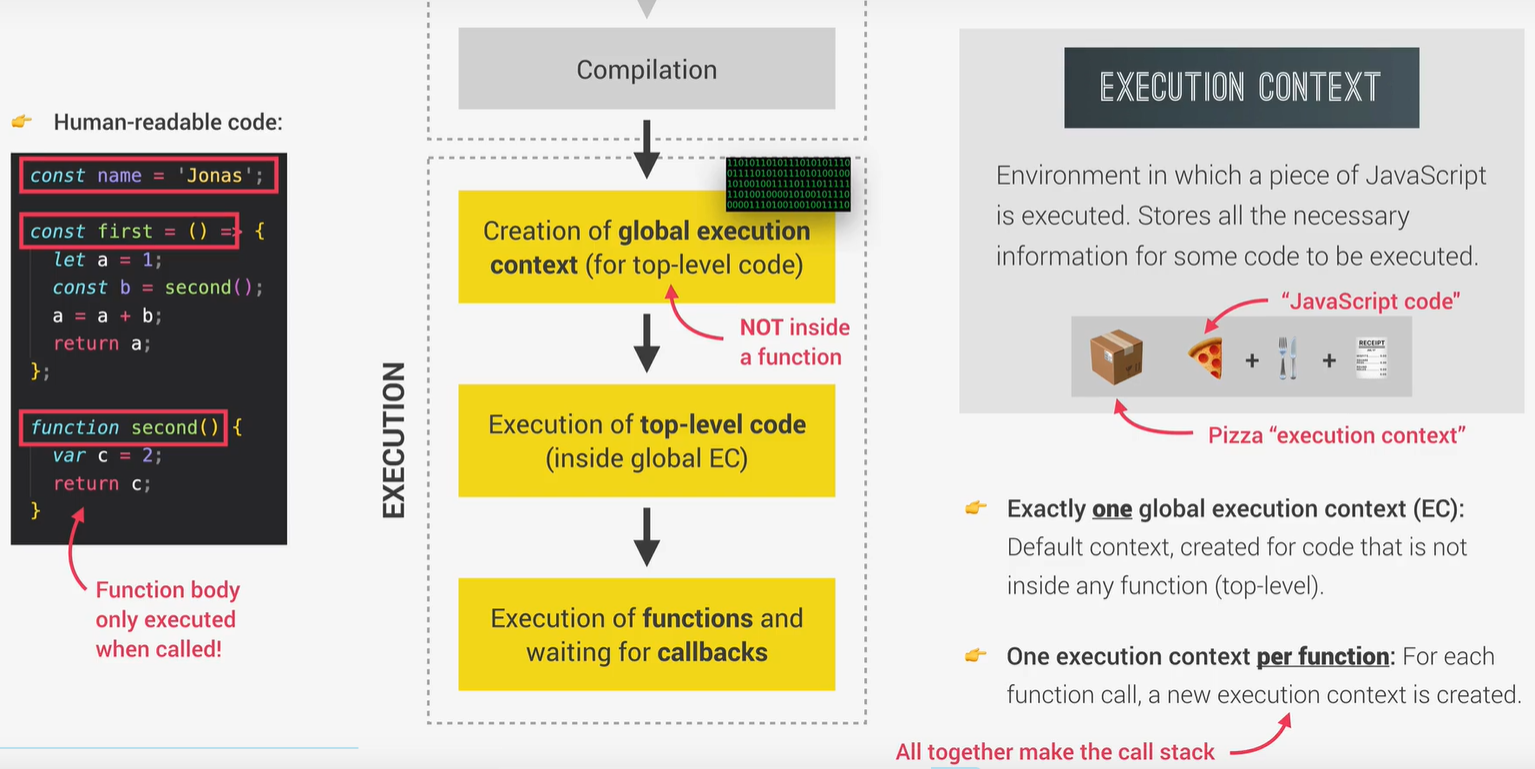 Compilation
👉 Human-readable code:
const name = 'Jonas';
const first = () => {
let a = 1;
const b = second();
a = a + b;
return a;
};
function second() {
var c = 2;
return c;
}
Function body
only executed
when called!
EXECUTION
11010110101110101011110
0111101010111010100100
10100100111101110111111
11010010000101001011110
00001110100100100111110
Creation of global execution
context (for top-level code)
NOT inside
a function
Execution of top-level code
(inside global EC)
Execution of functions and
waiting for callbacks
EXECUTION CONTEXT
Environment in which a piece of JavaScript
is executed. Stores all the necessary
information for some code to be executed.
“JavaScript code”
+ +
RECEIPT
Pizza “execution context”
👉 Exactly one global execution context (EC):
Default context, created for code that is not
inside any function (top-level).
👉 One execution context per function: For each
function call, a new execution context is created.
All together make the call stack